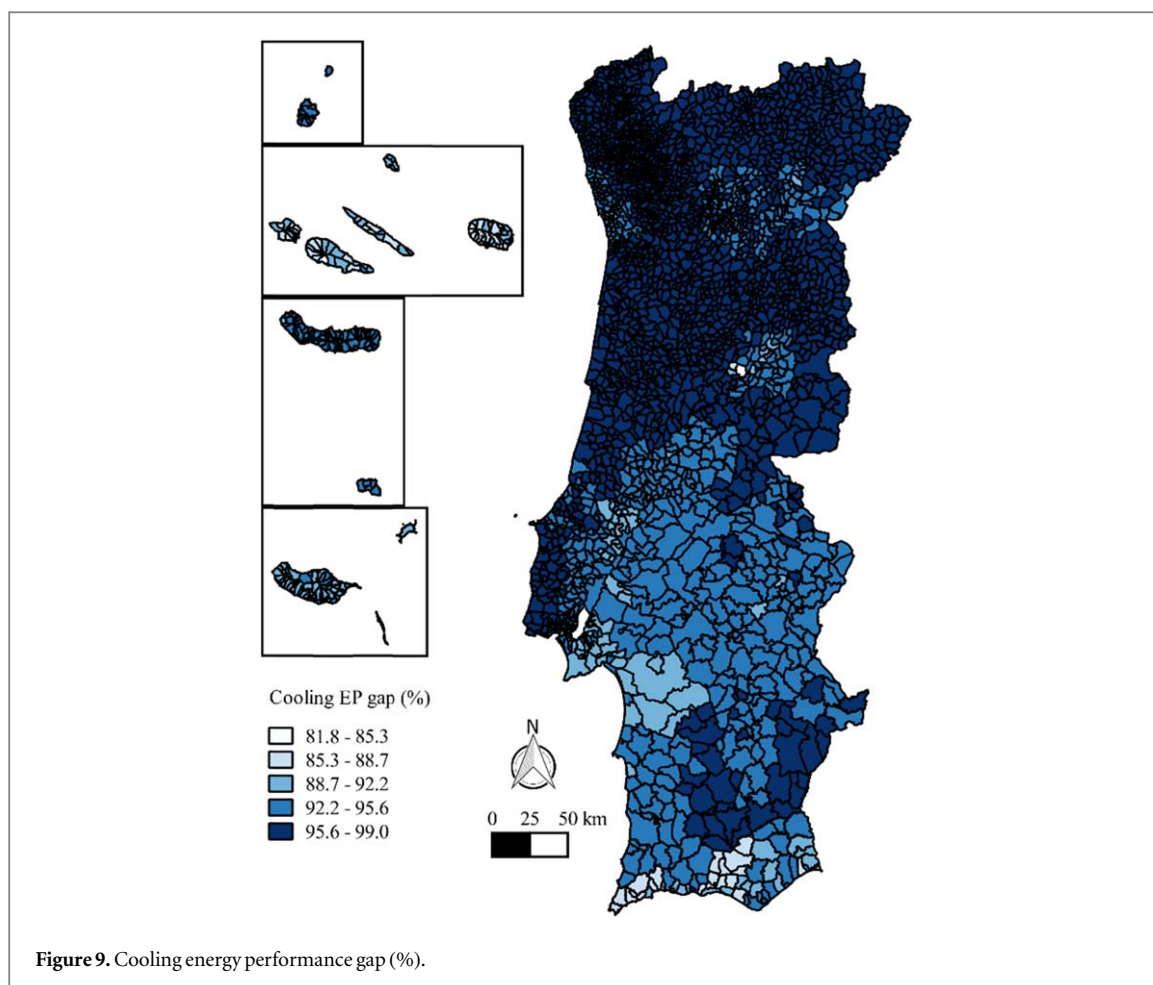 Cooling EP gap (%)
81.8 - 85.3
85.3 - 88.7
88.7 - 92.2
92.2 - 95.6
95.6 - 99.0
N
0 25 50 km
Figure 9. Cooling energy performance gap (%).